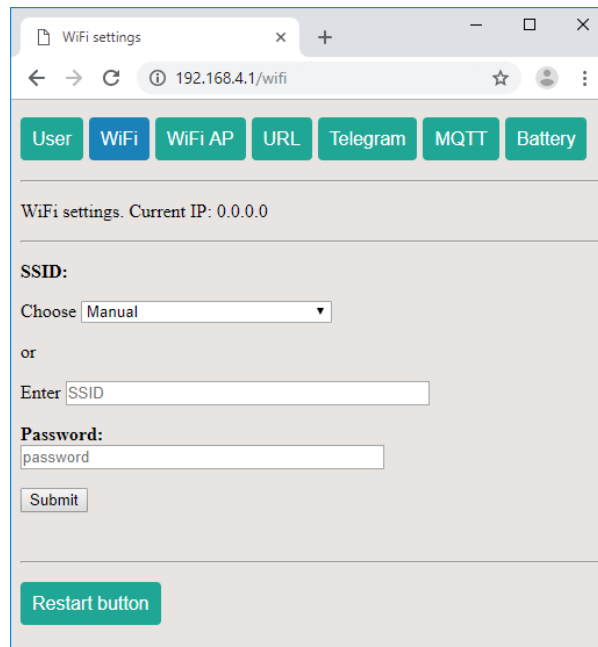 WiFi settings
192.168.4.1/wifi
User WiFi WiFi AP URL Telegram MQTT Battery
WiFi settings. Current IP: 0.0.0.0
SSID:
Choose Manual
or
Enter SSID
Password:
password
Submit
Restart button